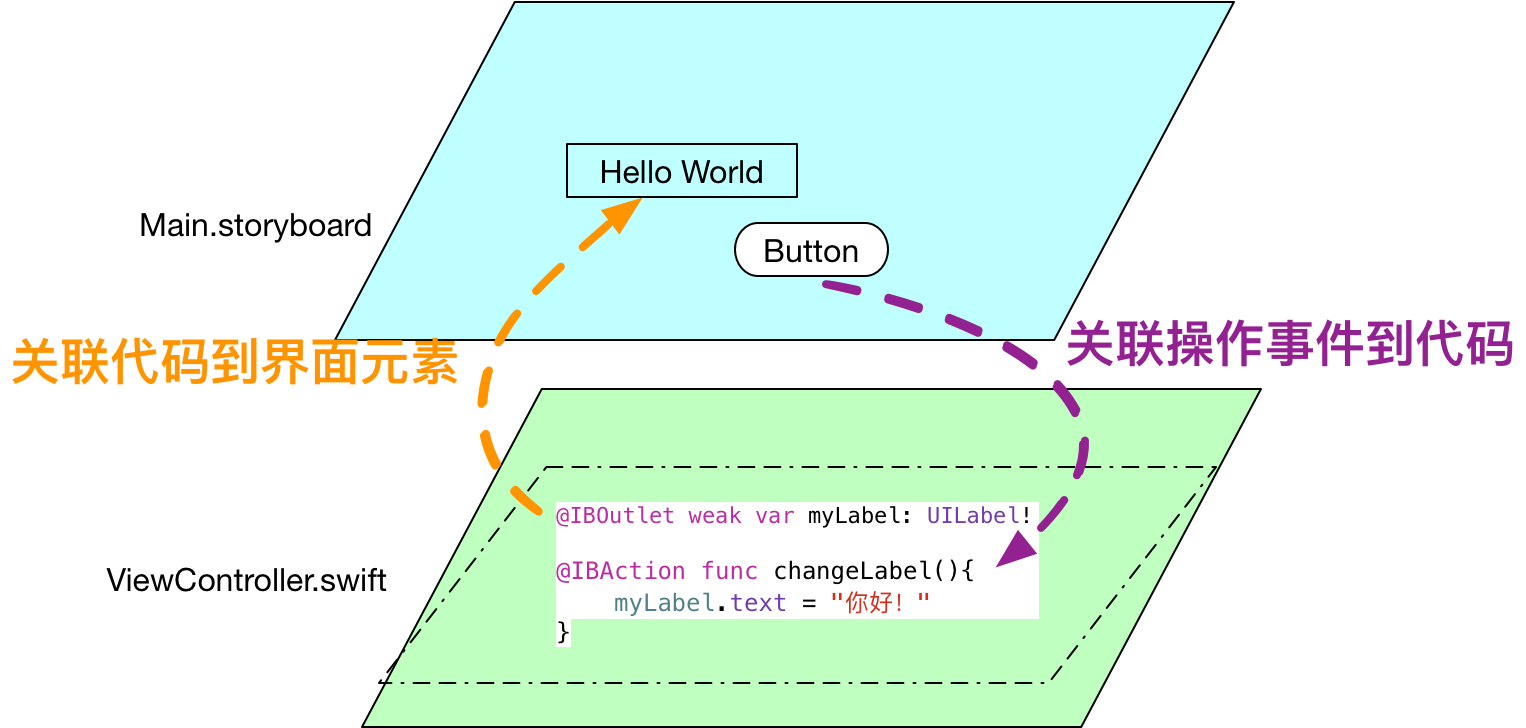 Hello World
Main.storyboard
Button
关联代码到界面元素
关联操作事件到代码
@IBOutlet weak var myLabel: UILabel!
@IBAction func changeLabel(){
ViewController.swift
    myLabel.text = "你好！"
}